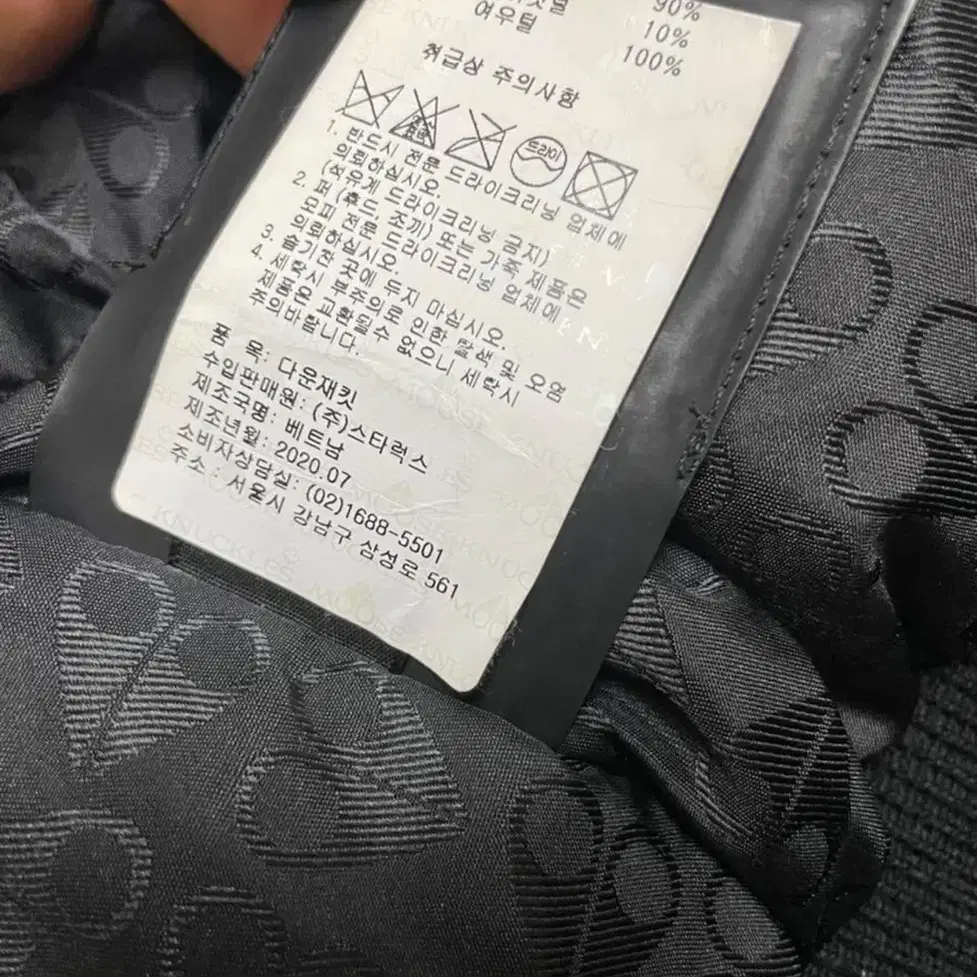 90%
10%
여우털 100%
취급상 주의사항
드라이
1. 반드시 전문 드라이크리닝 업체에
의뢰하십시오.
(석유계 드라이크리닝 금지)
2. 퍼 (후드, 조끼) 또는 가죽 제품은
모피 전문 드라이크리닝 업체에
의뢰하십시오.
3. 습기찬 곳에 두지 마십시오.
4. 세탁시 부주의로 인한 탈색 및 오염
제품은 교환될수 없으니 세탁시
주의바랍니다.
품 목: 다운재킷
수입판매원: (주)스타럭스
제조국명: 베트남
제조년월: 2020.07
소비자상담실: (02)1688-5501
주소: 서울시 강남구 삼성로 561
MOOSE KNUCKLES